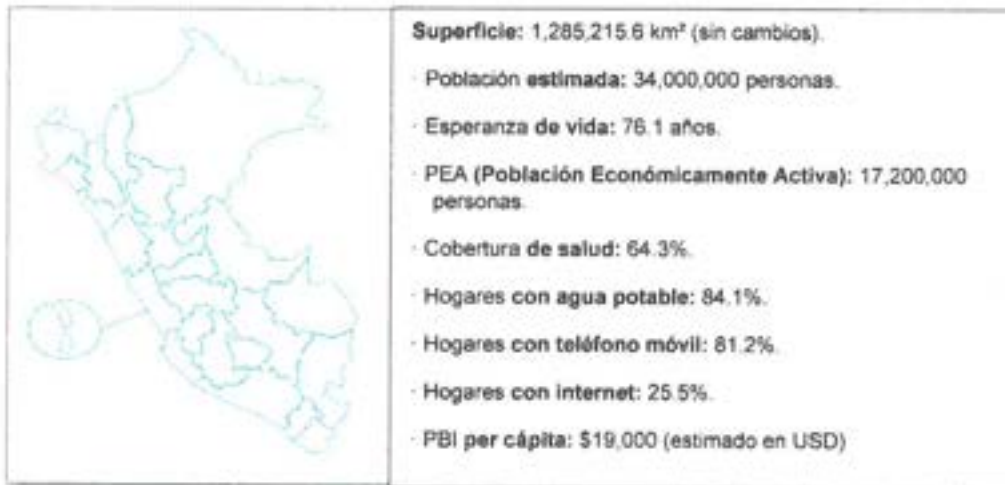 Superficie: 1,285,215.6 km² (sin cambios).
· Población estimada: 34,000,000 personas.
· Esperanza de vida: 76.1 años.
· PEA (Población Económicamente Activa): 17,200,000
personas.
· Cobertura de salud: 64.3%.
· Hogares con agua potable: 84.1%.
· Hogares con teléfono móvil: 81.2%.
· Hogares con internet: 25.5%.
· PBI per cápita: $19,000 (estimado en USD)